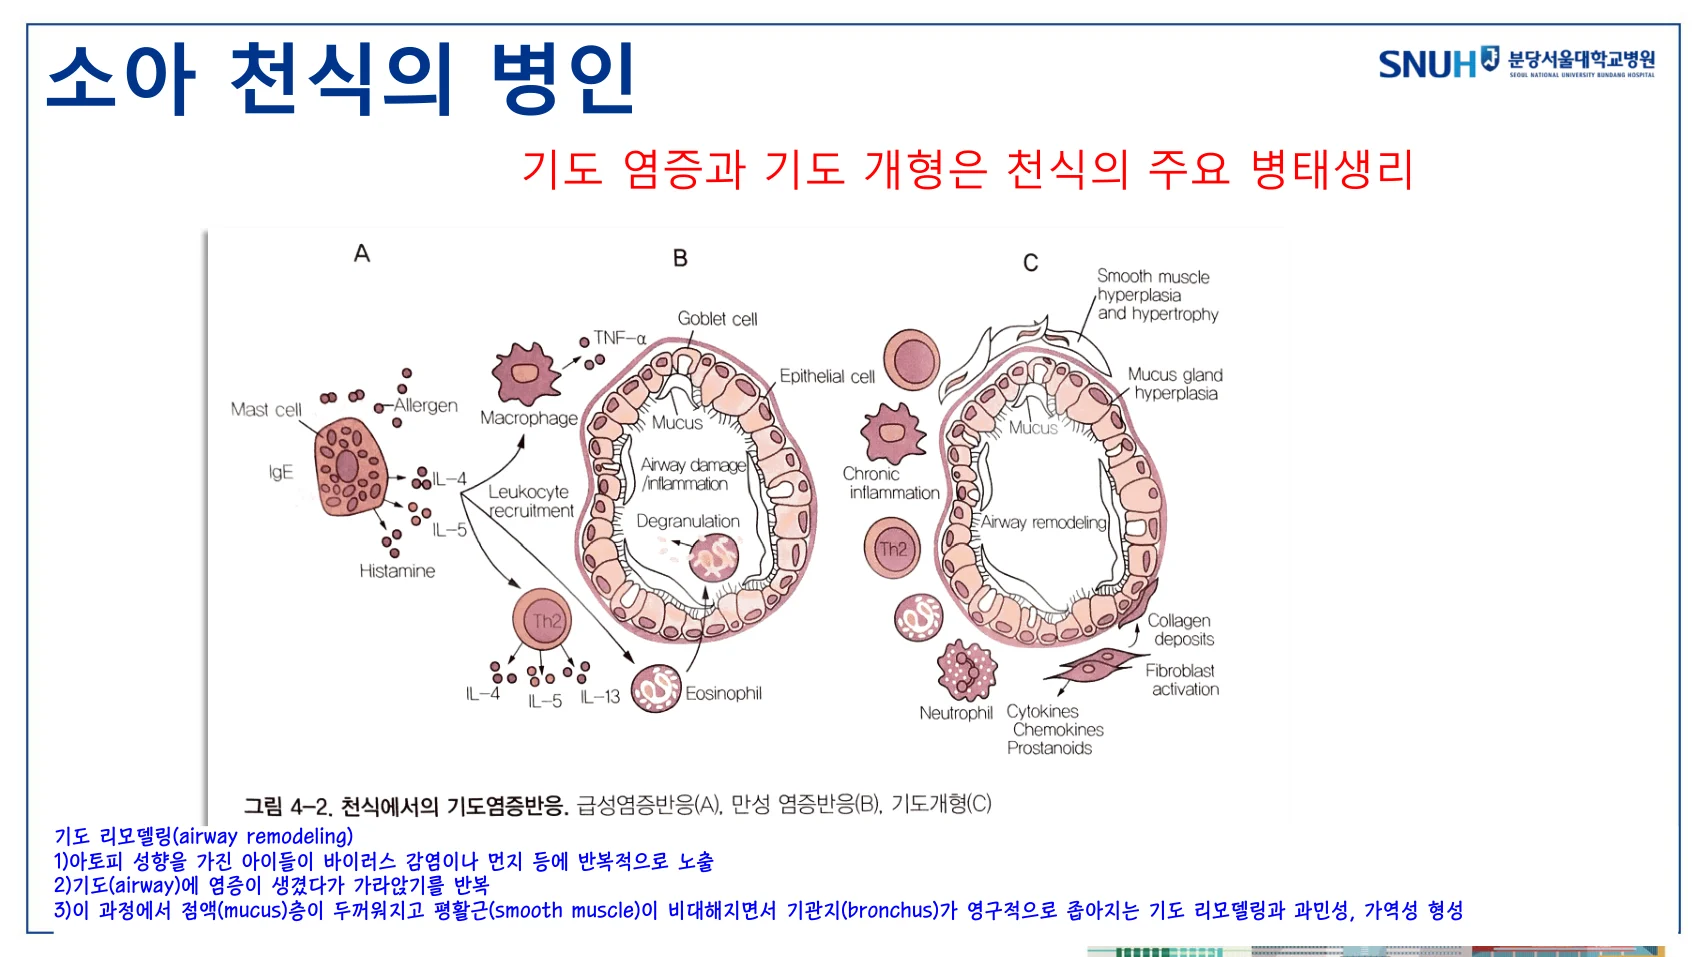 소아 천식의 병인
SNUH 분당서울대학교병원
SEOUL NATIONAL UNIVERSITY BUNDANG HOSPITAL
기도 염증과 기도 개형은 천식의 주요 병태생리
A
B
C
Smooth muscle
hyperplasia
and hypertrophy
Goblet cell
TNF-α
Epithelial cell
Mucus gland
hyperplasia
Mast cell
Allergen
Macrophage
Mucus
Mucus
IgE
IL-4
Airway damage
/inflammation
Chronic
inflammation
Leukocyte
recruitment
IL-5
Degranulation
Airway remodeling
Histamine
Th2
Th2
Collagen
deposits
Fibroblast
activation
IL-4
IL-5
IL-13
Eosinophil
Neutrophil
Cytokines
Chemokines
Prostanoids
그림 4-2. 천식에서의 기도염증반응. 급성염증반응(A), 만성 염증반응(B), 기도개형(C)
기도 리모델링(airway remodeling)
1)아토피 성향을 가진 아이들이 바이러스 감염이나 먼지 등에 반복적으로 노출
2)기도(airway)에 염증이 생겼다가 가라앉기를 반복
3)이 과정에서 점액(mucus)층이 두꺼워지고 평활근(smooth muscle)이 비대해지면서 기관지(bronchus)가 영구적으로 좁아지는 기도 리모델링과 과민성, 가역성 형성